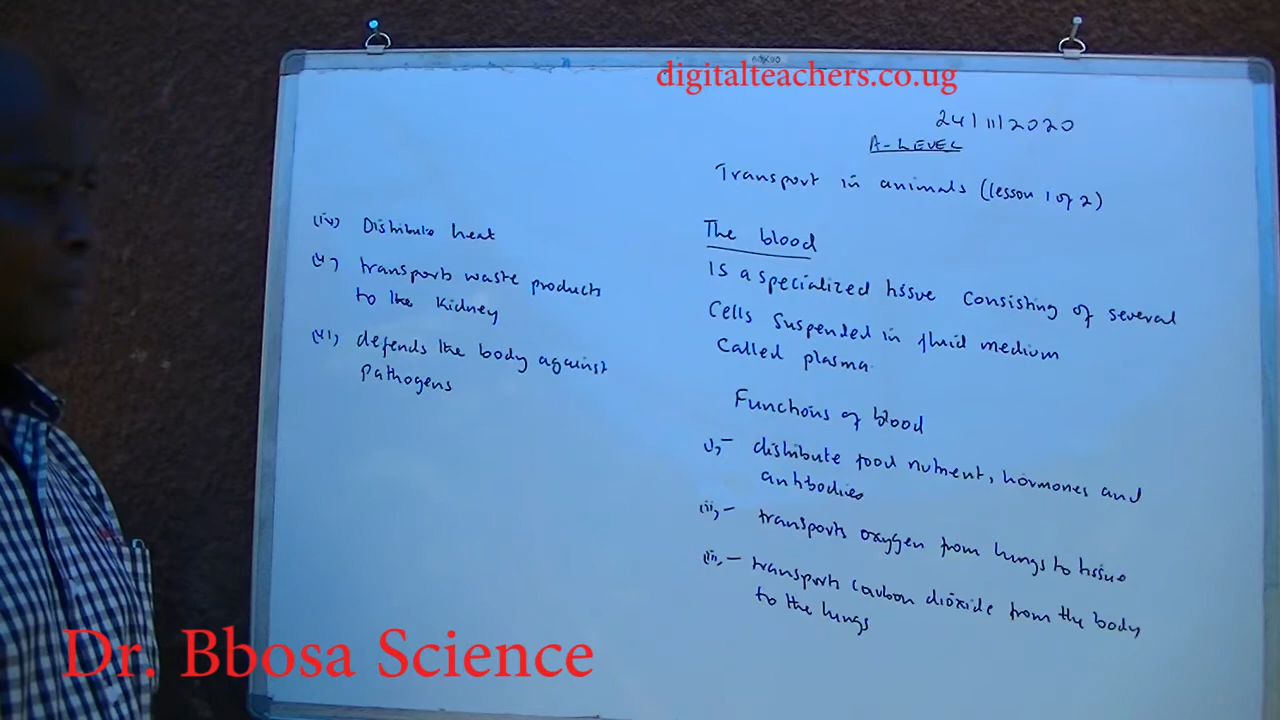 digitalteachers.co.ug
24/11/2020
A-LEVEL
Transport in animals (lesson 1 of 2)
The blood
Is a specialized tissue consisting of several
Cells suspended in fluid medium
Called plasma.
Functions of blood
i,- distribute food nutrient, hormones and
antibodies
(ii,- transports oxygen from lungs to tissue
(iii,- transports carbon dioxide from the body
to the lungs
(iv) Distribute heat
(v) transports waste products
to the kidney
(vi) defends the body against
pathogens
Dr. Bbosa Science